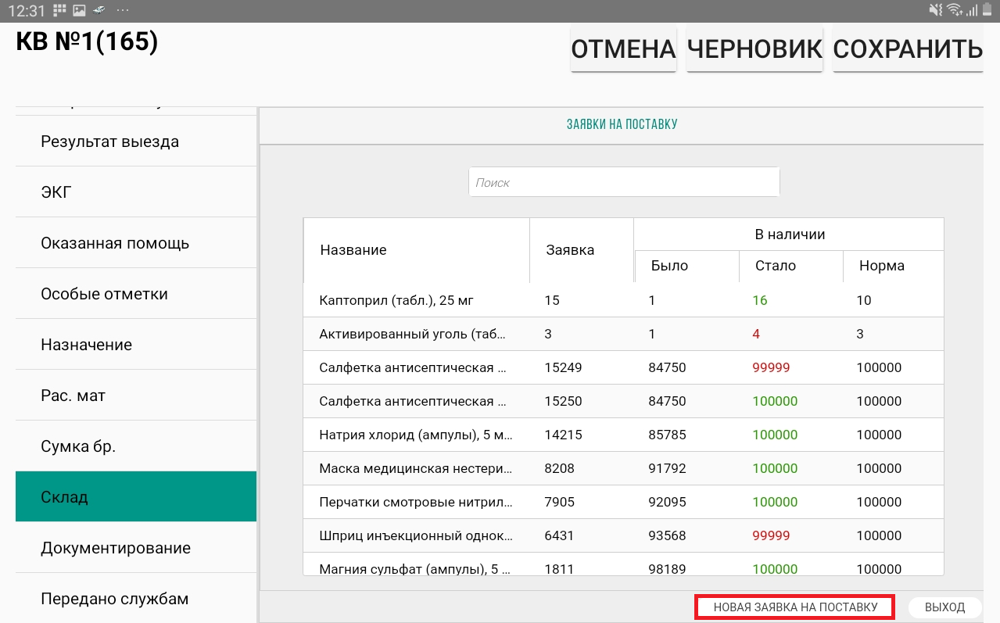 12:31
КВ №1(165)
ОТМЕНА ЧЕРНОВИК СОХРАНИТЬ
Результат выезда
ЭКГ
Оказанная помощь
Особые отметки
Назначение
Рас. мат
Сумка бр.
Склад
Документирование
Передано службам
ЗАЯВКИ НА ПОСТАВКУ
Поиск
Название Заявка В наличии
Было Стало Норма
Каптоприл (табл.), 25 мг 15 1 16 10
Активированный уголь (таб... 3 1 4 3
Салфетка антисептическая ... 15249 84750 99999 100000
Салфетка антисептическая ... 15250 84750 100000 100000
Натрия хлорид (ампулы), 5 м... 14215 85785 100000 100000
Маска медицинская нестери... 8208 91792 100000 100000
Перчатки смотровые нитрил... 7905 92095 100000 100000
Шприц инъекционный однок... 6431 93568 99999 100000
Магния сульфат (ампулы), 5 ... 1811 98189 100000 100000
НОВАЯ ЗАЯВКА НА ПОСТАВКУ ВЫХОД